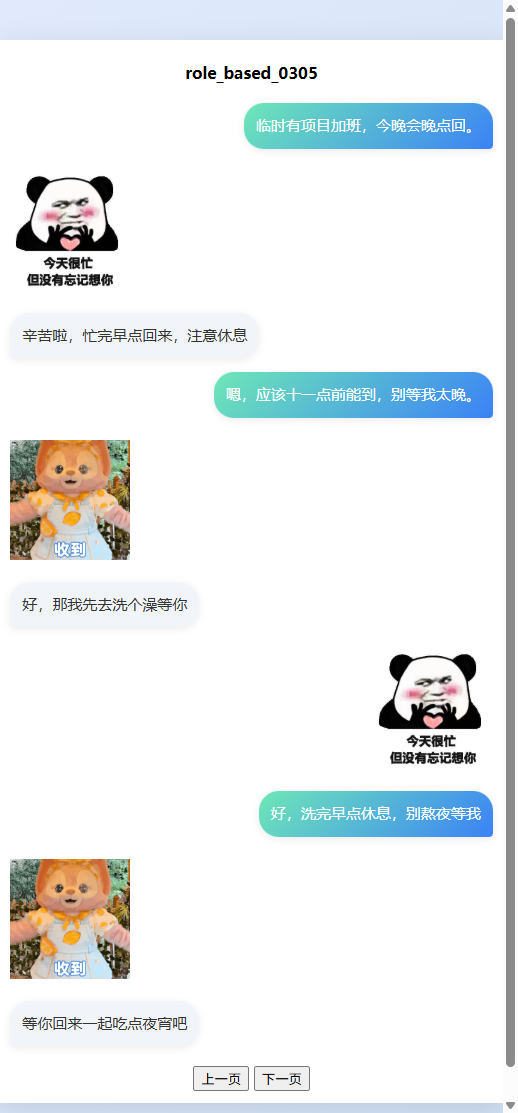 role_based_0305
临时有项目加班，今晚会晚点回。
今天很忙
但没有忘记想你
辛苦啦，忙完早点回来，注意休息
嗯，应该十一点前能到，别等我太晚。
收到
好，那我先去洗个澡等你
今天很忙
但没有忘记想你
好，洗完早点休息，别熬夜等我
收到
等你回来一起吃点夜宵吧
上一页 下一页